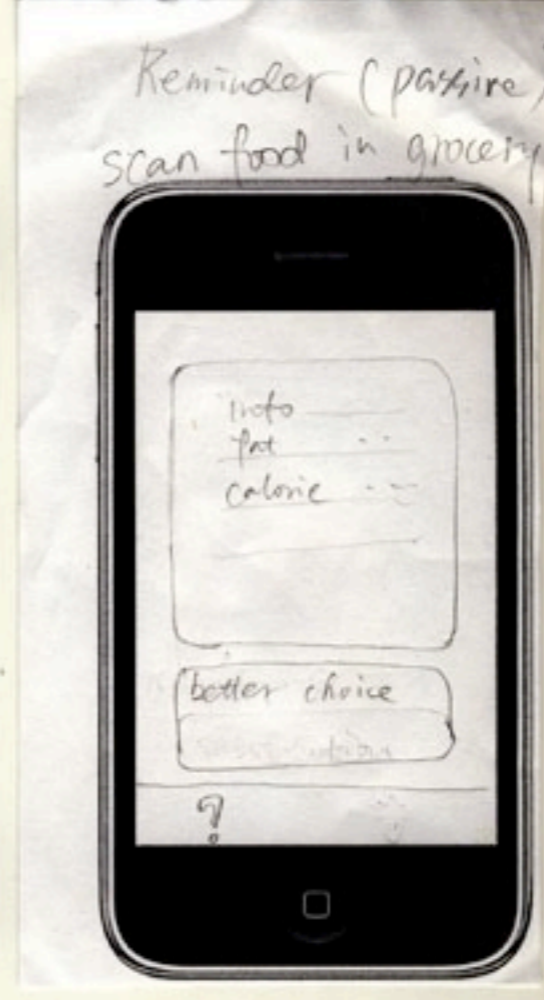 Reminder (passive)
scan food in grocery
info
fat
calorie
better choice
?